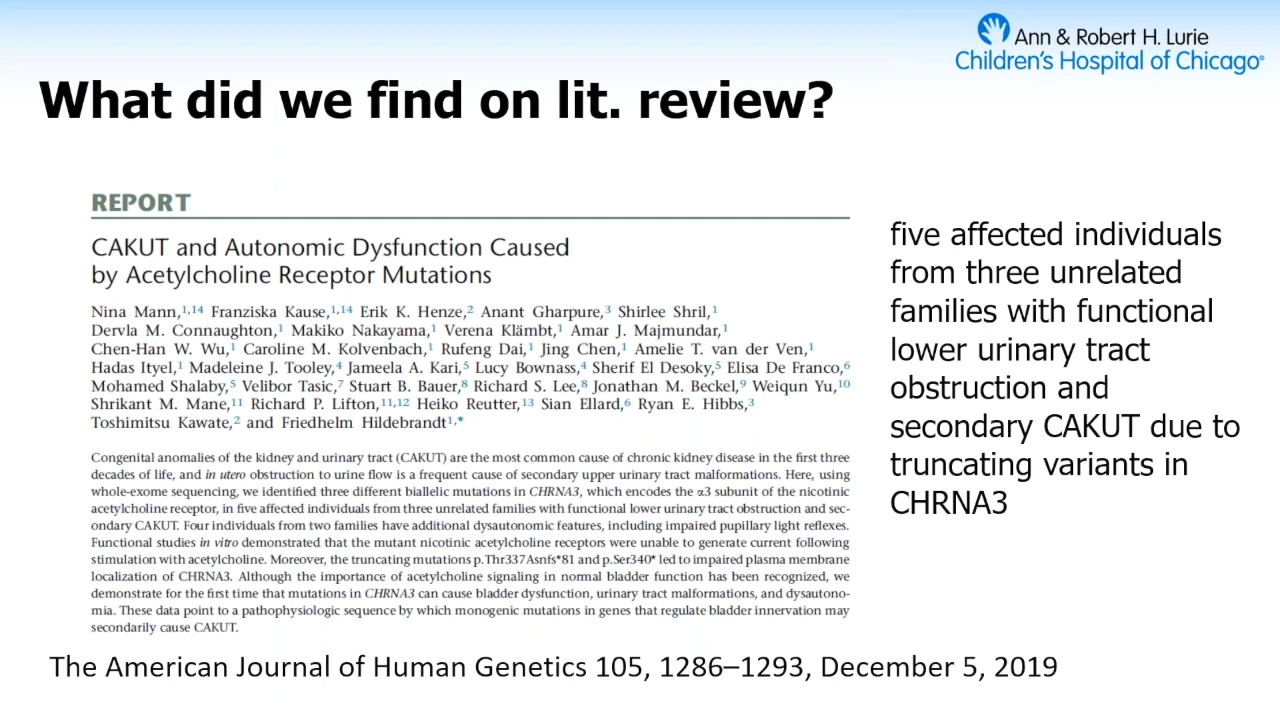 Ann & Robert H. Lurie
Children's Hospital of Chicago®
What did we find on lit. review?
REPORT
CAKUT and Autonomic Dysfunction Caused
by Acetylcholine Receptor Mutations
Nina Mann,1,14 Franziska Kause,1,14 Erik K. Henze,2 Anant Gharpure,3 Shirlee Shril,1
Dervla M. Connaughton,1 Makiko Nakayama,1 Verena Klämbt,1 Amar J. Majmundar,1
Chen-Han W. Wu,1 Caroline M. Kolvenbach,1 Rufeng Dai,1 Jing Chen,1 Amelie T. van der Ven,1
Hadas Ityel,1 Madeleine J. Tooley,4 Jameela A. Kari,5 Lucy Bownass,4 Sherif El Desoky,5 Elisa De Franco,6
Mohamed Shalaby,5 Velibor Tasic,7 Stuart B. Bauer,8 Richard S. Lee,8 Jonathan M. Beckel,9 Weiqun Yu,10
Shrikant M. Mane,11 Richard P. Lifton,11,12 Heiko Reutter,13 Sian Ellard,6 Ryan E. Hibbs,3
Toshimitsu Kawate,2 and Friedhelm Hildebrandt1,*
Congenital anomalies of the kidney and urinary tract (CAKUT) are the most common cause of chronic kidney disease in the first three
decades of life, and in utero obstruction to urine flow is a frequent cause of secondary upper urinary tract malformations. Here, using
whole-exome sequencing, we identified three different biallelic mutations in CHRNA3, which encodes the α3 subunit of the nicotinic
acetylcholine receptor, in five affected individuals from three unrelated families with functional lower urinary tract obstruction and sec-
ondary CAKUT. Four individuals from two families have additional dysautonomic features, including impaired pupillary light reflexes.
Functional studies in vitro demonstrated that the mutant nicotinic acetylcholine receptors were unable to generate current following
stimulation with acetylcholine. Moreover, the truncating mutations p.Thr337Asnfs*81 and p.Ser340* led to impaired plasma membrane
localization of CHRNA3. Although the importance of acetylcholine signaling in normal bladder function has been recognized, we
demonstrate for the first time that mutations in CHRNA3 can cause bladder dysfunction, urinary tract malformations, and dysautono-
mia. These data point to a pathophysiologic sequence by which monogenic mutations in genes that regulate bladder innervation may
secondarily cause CAKUT.
five affected individuals
from three unrelated
families with functional
lower urinary tract
obstruction and
secondary CAKUT due to
truncating variants in
CHRNA3
The American Journal of Human Genetics 105, 1286–1293, December 5, 2019